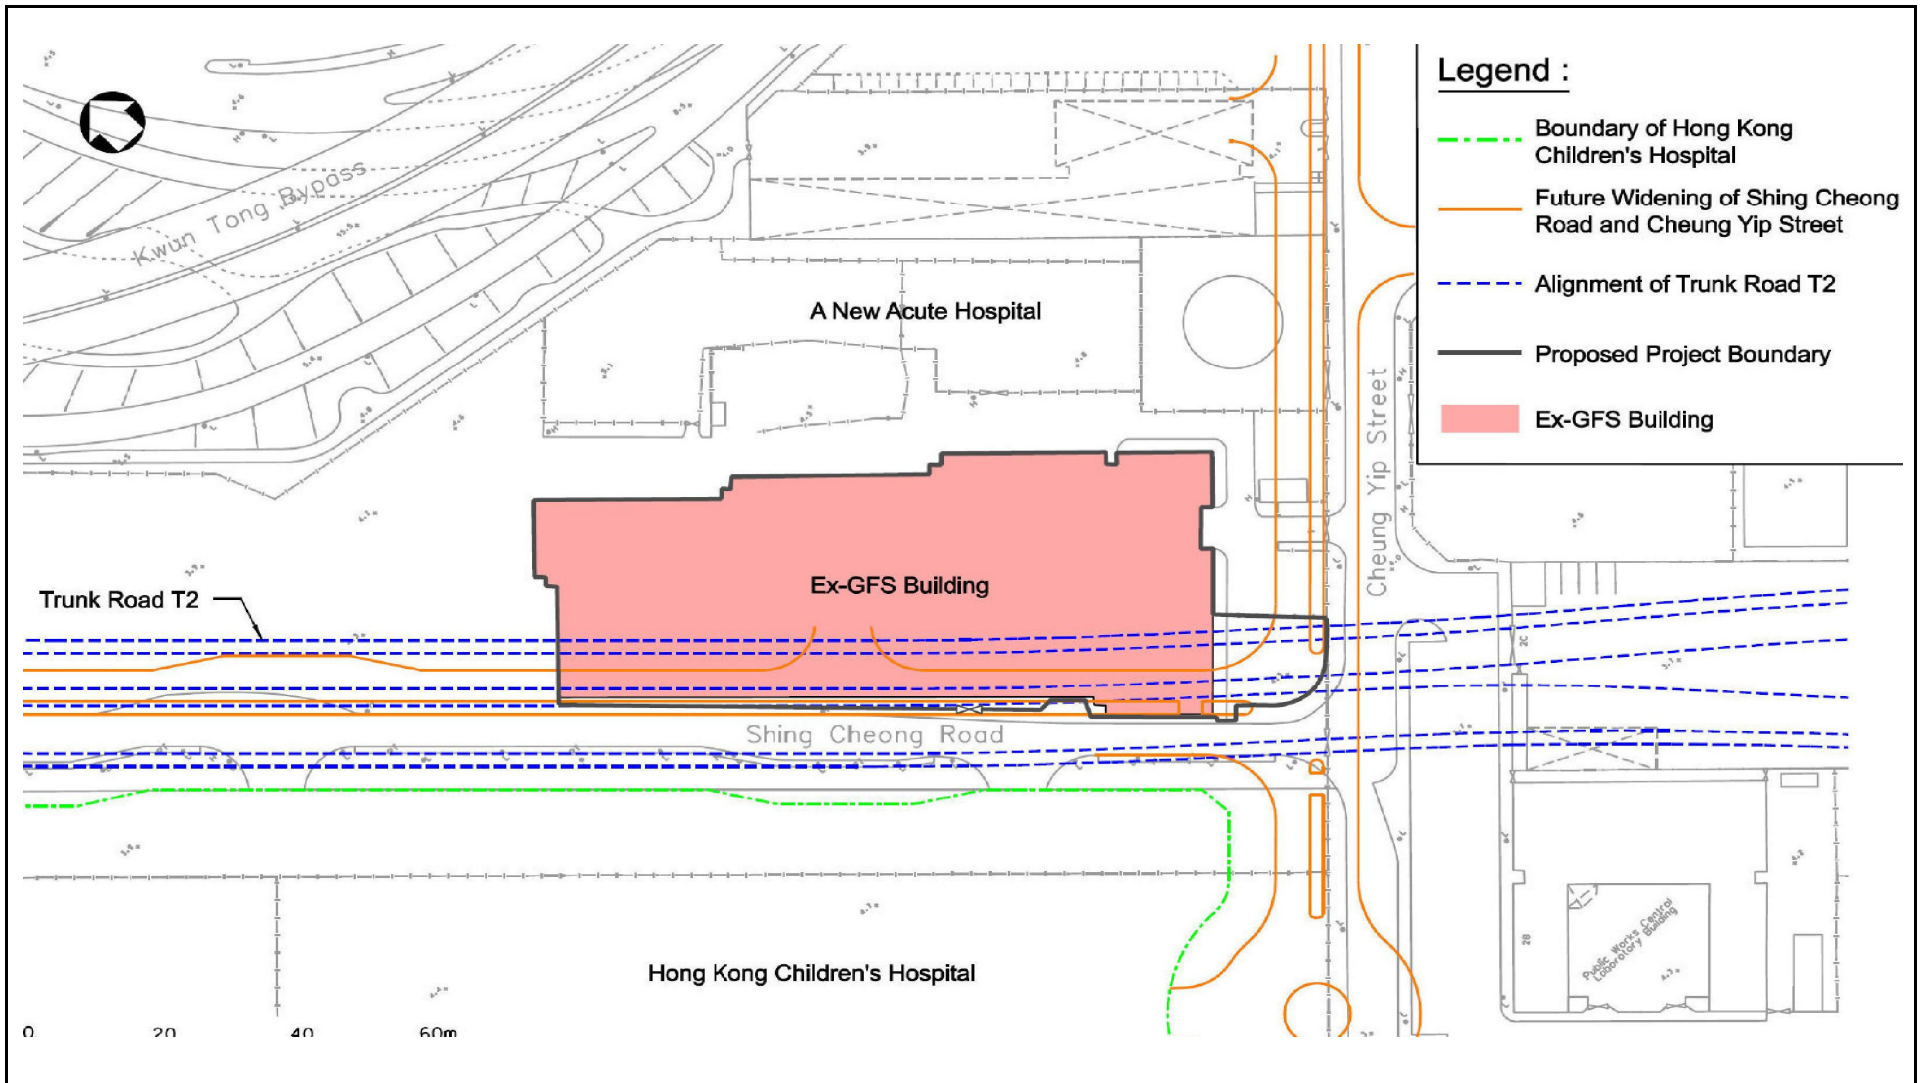 Legend :
Boundary of Hong Kong
Children's Hospital
Future Widening of Shing Cheong
Road and Cheung Yip Street
Alignment of Trunk Road T2
Proposed Project Boundary
Ex-GFS Building
Kwun Tong Bypass
A New Acute Hospital
Cheung Yip Street
Ex-GFS Building
Trunk Road T2
Shing Cheong Road
Hong Kong Children's Hospital
Public Works Central
Laboratory Building
2C
2B
0 20 40 60m